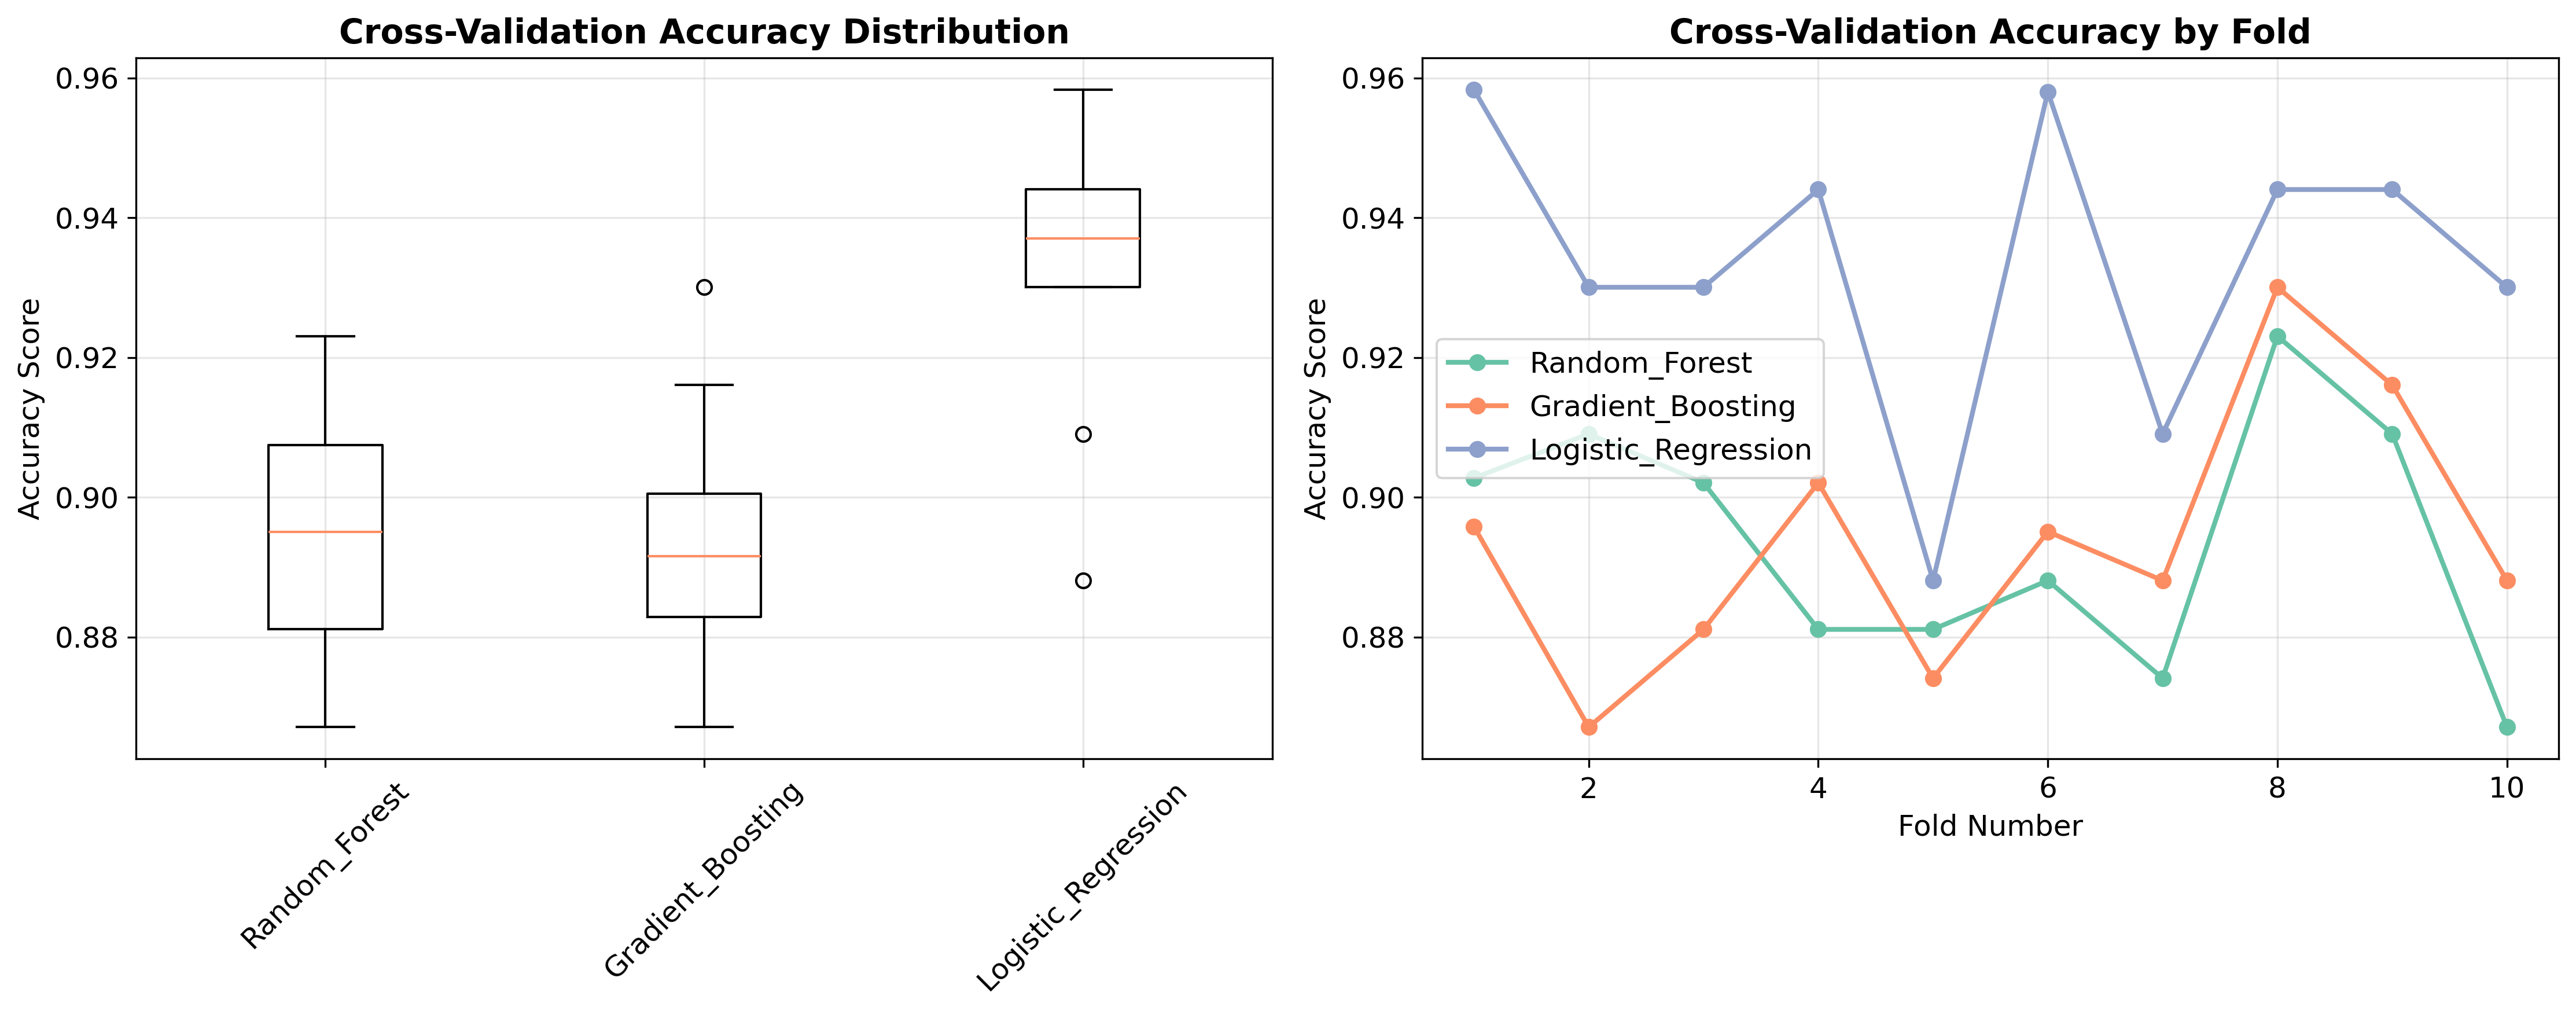 Cross-Validation Accuracy Distribution
Accuracy Score
0.96
0.94
0.92
0.90
0.88
Random_Forest
Gradient_Boosting
Logistic_Regression
Cross-Validation Accuracy by Fold
Accuracy Score
0.96
0.94
0.92
0.90
0.88
Random_Forest
Gradient_Boosting
Logistic_Regression
2 4 6 8 10
Fold Number